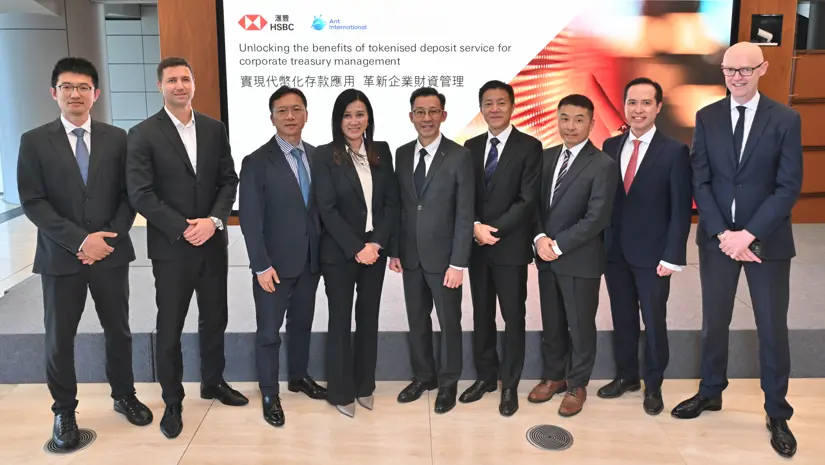 滙豐
HSBC
Ant
International
Unlocking the benefits of tokenised deposit service for
corporate treasury management
實現代幣化存款應用 革新企業財資管理